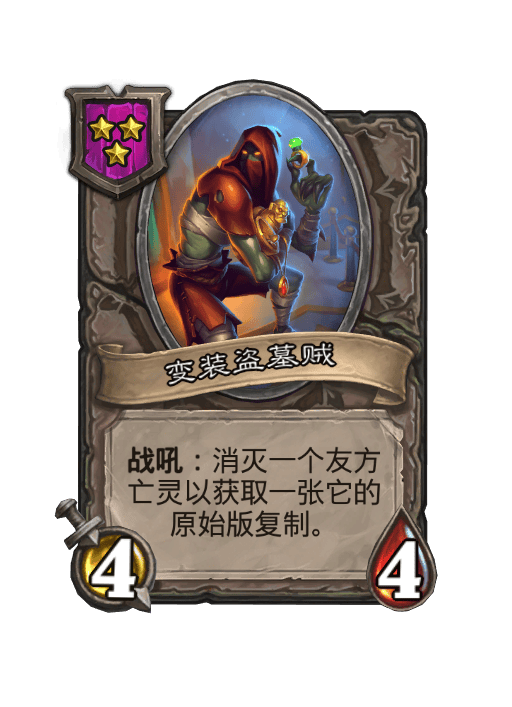 变装盗墓贼
战吼：消灭一个友方
亡灵以获取一张它的
原始版复制。
4
4